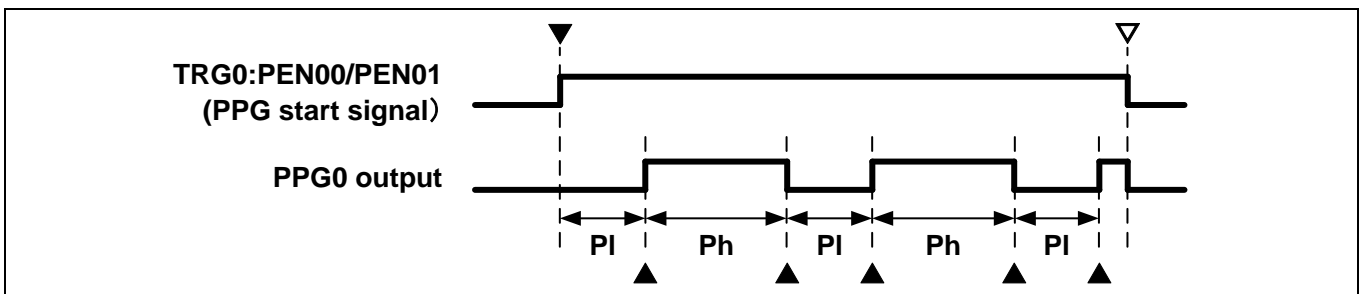 TRG0:PEN00/PEN01
(PPG start signal）
PPG0 output
Pl Ph Pl Ph Pl